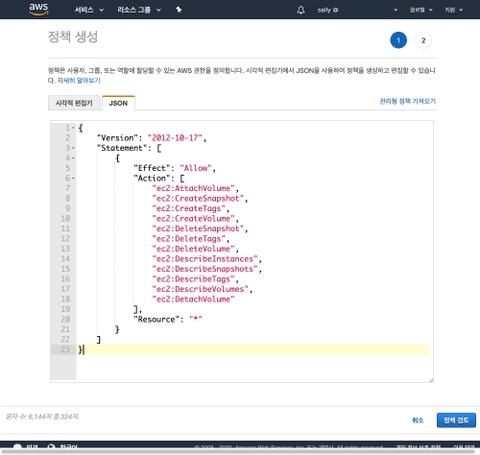 aws
서비스
리소스 그룹
sally @
글로벌
지원
정책 생성
1
2
정책은 사용자, 그룹, 또는 역할에 할당할 수 있는 AWS 권한을 정의합니다. 시각적 편집기에서 JSON을 사용하여 정책을 생성하고 편집할 수 있습니
다. 자세히 알아보기
시각적 편집기
JSON
관리형 정책 가져오기
1 {
2 "Version": "2012-10-17",
3 "Statement": [
4 {
5 "Effect": "Allow",
6 "Action": [
7 "ec2:AttachVolume",
8 "ec2:CreateSnapshot",
9 "ec2:CreateTags",
10 "ec2:CreateVolume",
11 "ec2:DeleteSnapshot",
12 "ec2:DeleteTags",
13 "ec2:DeleteVolume",
14 "ec2:DescribeInstances",
15 "ec2:DescribeSnapshots",
16 "ec2:DescribeTags",
17 "ec2:DescribeVolumes",
18 "ec2:DetachVolume"
19 ],
20 "Resource": "*"
21 }
22 ]
23 }
문자 수: 6,144자 중 324자.
취소
정책 검토
의견
한국어